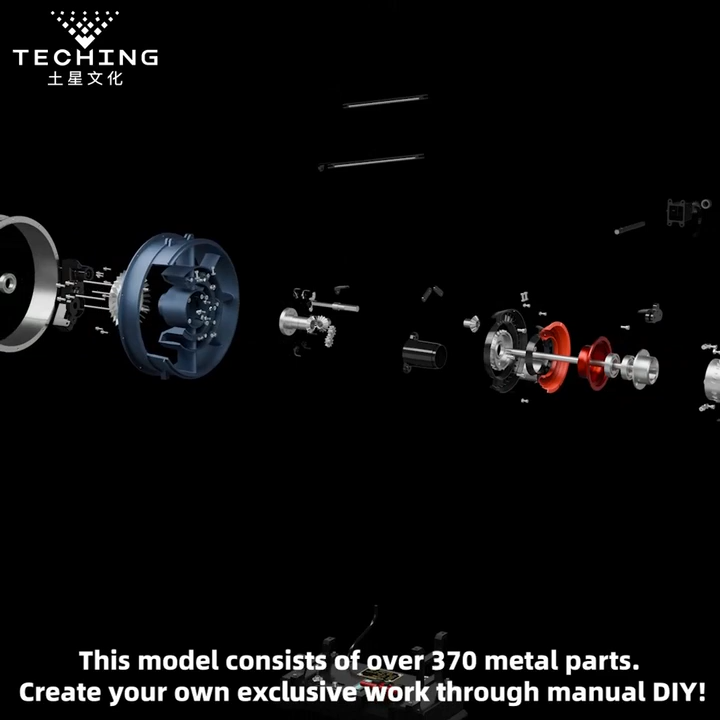 TECHING
土星文化
This model consists of over 370 metal parts.
Create your own exclusive work through manual DIY!